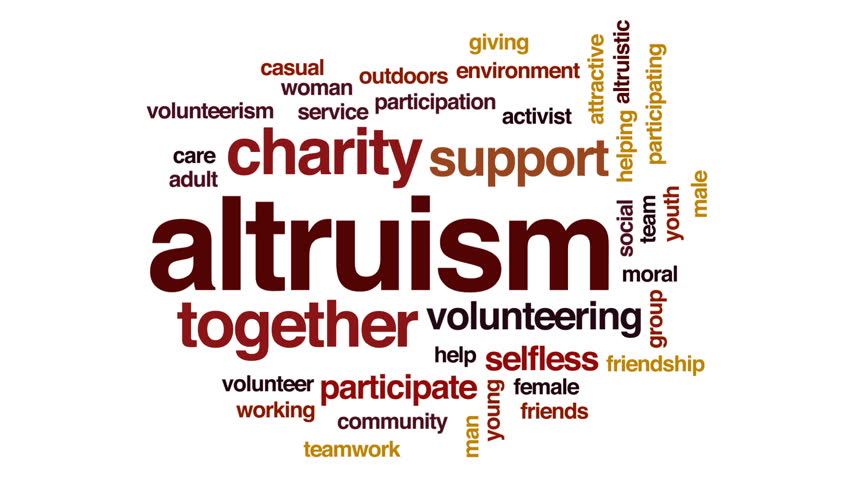 giving
casual
woman
outdoors
environment
volunteerism
service
participation
activist
attractive
altruistic
participating
helping
care
adult
charity
support
altruism
social
team
youth
male
moral
together
volunteering
group
help
selfless
friendship
volunteer
participate
young
female
working
community
man
friends
teamwork